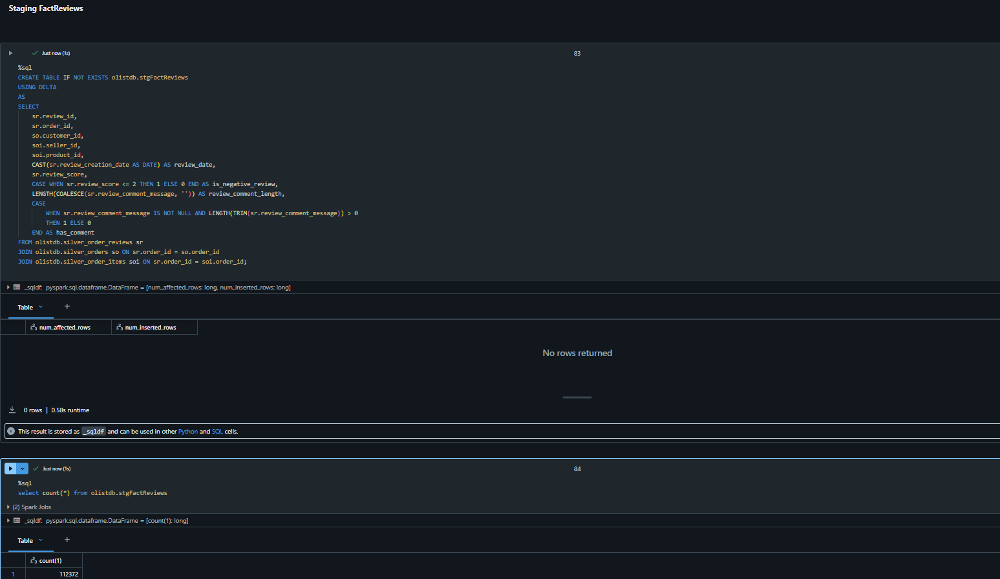 Staging FactReviews
Just now (1s)
83
%sql
CREATE TABLE IF NOT EXISTS olistdb.stgFactReviews
USING DELTA
AS
SELECT
sr.review_id,
sr.order_id,
so.customer_id,
soi.seller_id,
soi.product_id,
CAST(sr.review_creation_date AS DATE) AS review_date,
sr.review_score,
CASE WHEN sr.review_score <= 2 THEN 1 ELSE 0 END AS is_negative_review,
LENGTH(COALESCE(sr.review_comment_message, '')) AS review_comment_length,
CASE
WHEN sr.review_comment_message IS NOT NULL AND LENGTH(TRIM(sr.review_comment_message)) > 0
THEN 1 ELSE 0
END AS has_comment
FROM olistdb.silver_order_reviews sr
JOIN olistdb.silver_orders so ON sr.order_id = so.order_id
JOIN olistdb.silver_order_items soi ON sr.order_id = soi.order_id;
_sqldf: pyspark.sql.dataframe.DataFrame = [num_affected_rows: long, num_inserted_rows: long]
Table +
123 num_affected_rows 123 num_inserted_rows
No rows returned
0 rows | 0.58s runtime
This result is stored as _sqldf and can be used in other Python and SQL cells.
Just now (1s)
84
%sql
select count(*) from olistdb.stgFactReviews
(2) Spark Jobs
_sqldf: pyspark.sql.dataframe.DataFrame = [count(1): long]
Table +
123 count(1)
1 112372